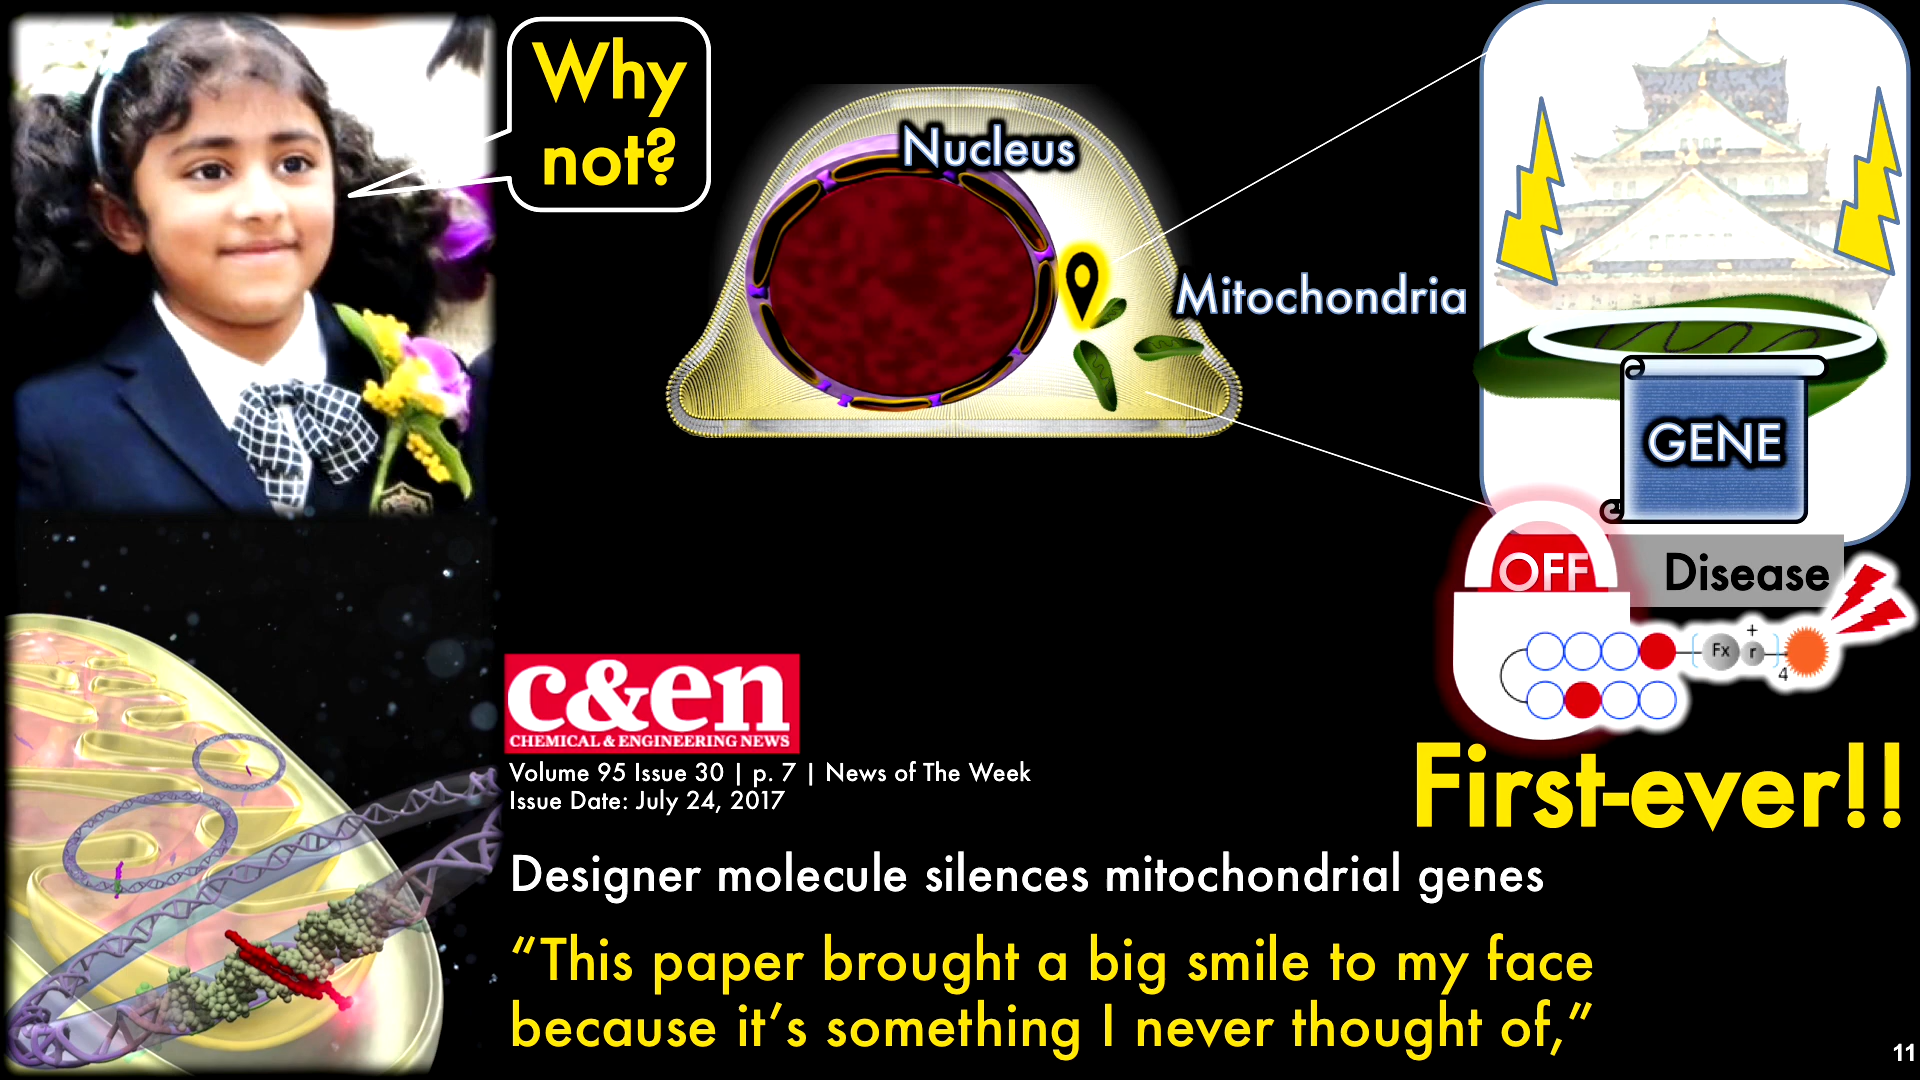 Why
not?
Nucleus
Mitochondria
GENE
OFF
Disease
Fx
r
+
4
c&en
CHEMICAL & ENGINEERING NEWS
Volume 95 Issue 30 | p. 7 | News of The Week
Issue Date: July 24, 2017
First-ever!!
Designer molecule silences mitochondrial genes
“This paper brought a big smile to my face
because it’s something I never thought of,”
11